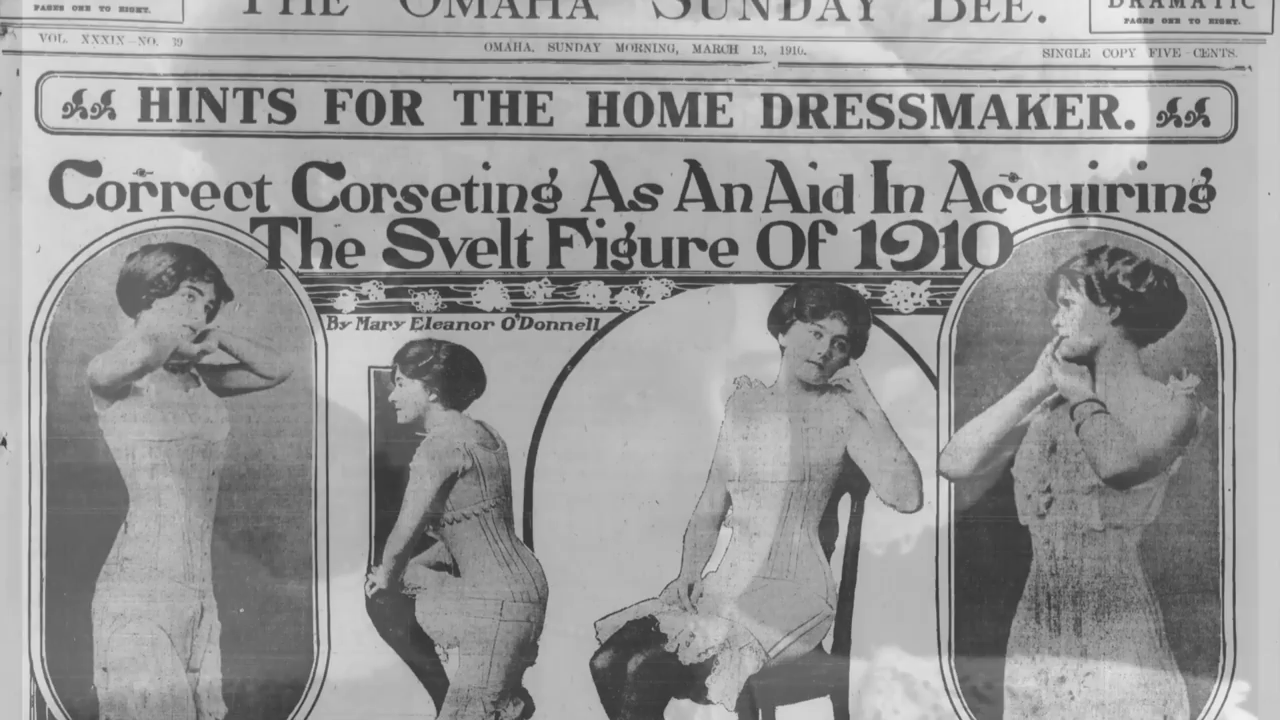 PAGES ONE TO EIGHT.
THE OMAHA SUNDAY BEE.
DRAMATIC
PAGES ONE TO EIGHT.
VOL. XXXIX—NO. 39
OMAHA, SUNDAY MORNING, MARCH 13, 1910.
SINGLE COPY FIVE CENTS.
HINTS FOR THE HOME DRESSMAKER.
Correct Corseting As An Aid In Acquiring
The Svelt Figure Of 1910
By Mary Eleanor O'Donnell